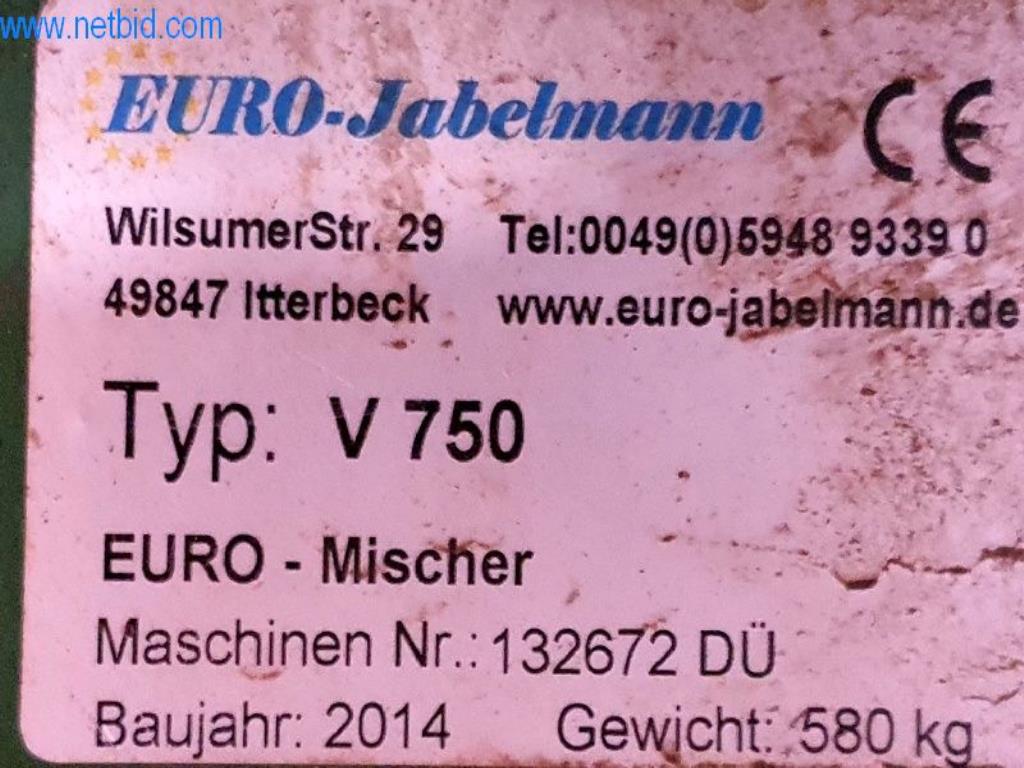 www.netbid.com
EURO-Jabelmann CE
WilsumerStr. 29 Tel:0049(0)5948 9339 0
49847 Itterbeck www.euro-jabelmann.de
Typ: V 750
EURO - Mischer
Maschinen Nr.: 132672 DÜ
Baujahr: 2014 Gewicht: 580 kg